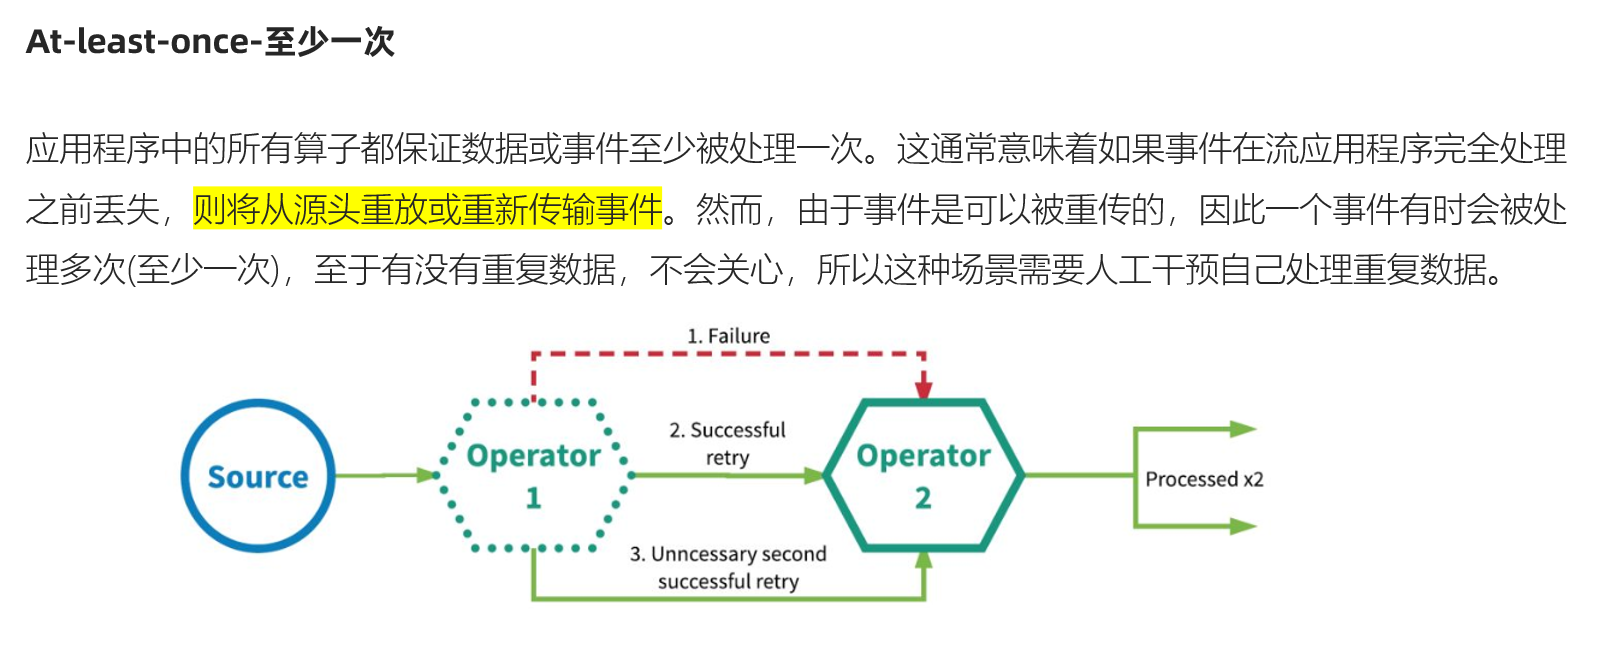 At-least-once-至少一次
应用程序中的所有算子都保证数据或事件至少被处理一次。这通常意味着如果事件在流应用程序完全处理
之前丢失，则将从源头重放或重新传输事件。然而，由于事件是可以被重传的，因此一个事件有时会被处
理多次(至少一次)，至于有没有重复数据，不会关心，所以这种场景需要人工干预自己处理重复数据。
1. Failure
2. Successful
retry
Source
Operator
1
Operator
2
Processed x2
3. Unncessary second
successful retry